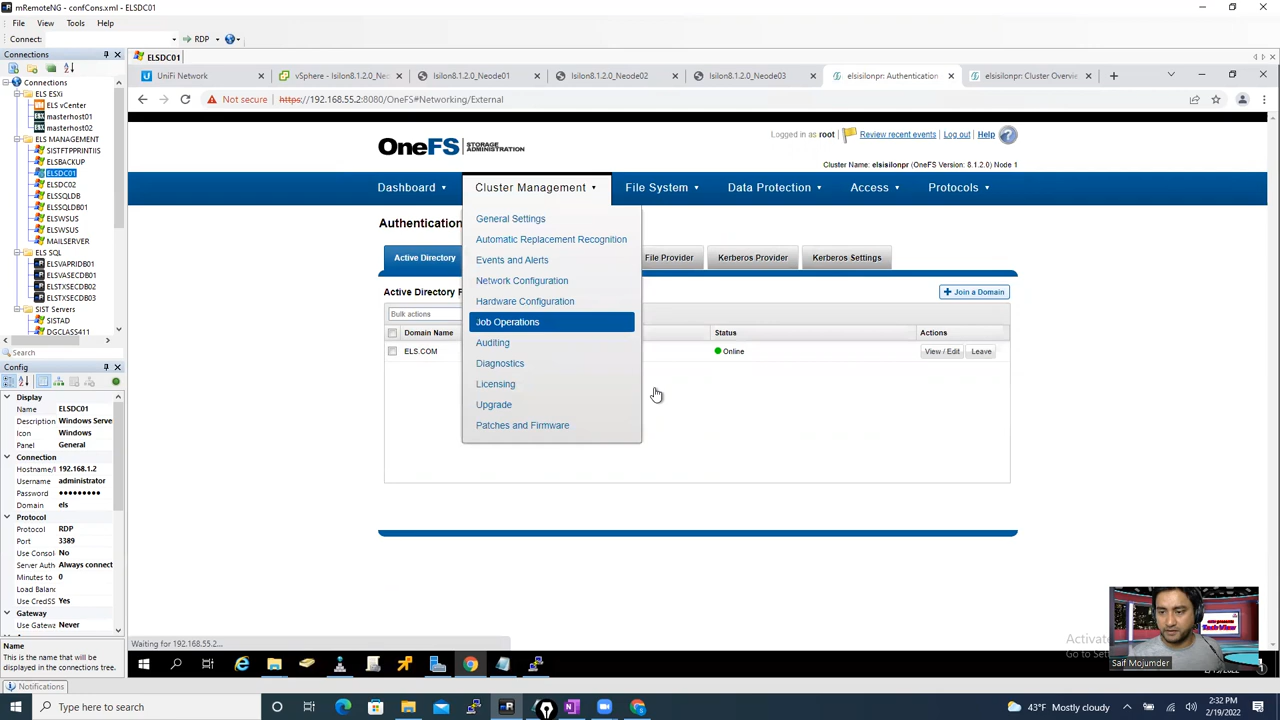 mRemoteNG - confCons.xml - ELSDC01
File View Tools Help
Connect: RDP
Connections
ELSDC01
UniFi Network
vSphere - Isilon8.1.2.0_Ne
Isilon8.1.2.0_Neode01
Isilon8.1.2.0_Neode02
Isilon8.1.2.0_Neode03
elsisilonpr: Authentication
elsisilonpr: Cluster Overvie
Not secure https://192.168.55.2:8080/OneFS#Networking/External
Connections
ELS ESXi
ELS vCenter
masterhost01
masterhost02
ELS MANAGEMENT
SISTFTPPRINTIIS
ELSBACKUP
ELSDC01
ELSDC02
ELSSQLDB
ELSSQLDB01
ELSWSUS
ELSWSUS
MAILSERVER
ELS SQL
ELSVAPRIDB01
ELSVASECDB01
ELSTXSECDB02
ELSTXSECDB03
SIST Servers
SISTAD
DGCLASS411
Search
Config
Display
Name ELSDC01
Description Windows Serve
Icon Windows
Panel General
Connection
Hostname/I 192.168.1.2
Username administrator
Password •••••••••
Domain els
Protocol
Protocol RDP
Port 3389
Use Consol No
Server Auth Always connect
Minutes to 0
Load Balanc
Use CredSS Yes
Gateway
Use Gatewa Never
Name
This is the name that will be
displayed in the connections tree.
Notifications
OneFS STORAGE
ADMINISTRATION
Logged in as root Review recent events Log out Help
Cluster Name: elsisilonpr (OneFS Version: 8.1.2.0) Node 1
Dashboard Cluster Management File System Data Protection Access Protocols
General Settings
Automatic Replacement Recognition
Events and Alerts
Network Configuration
Hardware Configuration
Job Operations
Auditing
Diagnostics
Licensing
Upgrade
Patches and Firmware
Authentication
Active Directory File Provider Kerberos Provider Kerberos Settings
Active Directory P + Join a Domain
Bulk actions
Domain Name Status Actions
ELS.COM Online View / Edit Leave
Waiting for 192.168.55.2...
Saif Mojumder
Type here to search
43°F Mostly cloudy
2:32 PM
2/19/2022